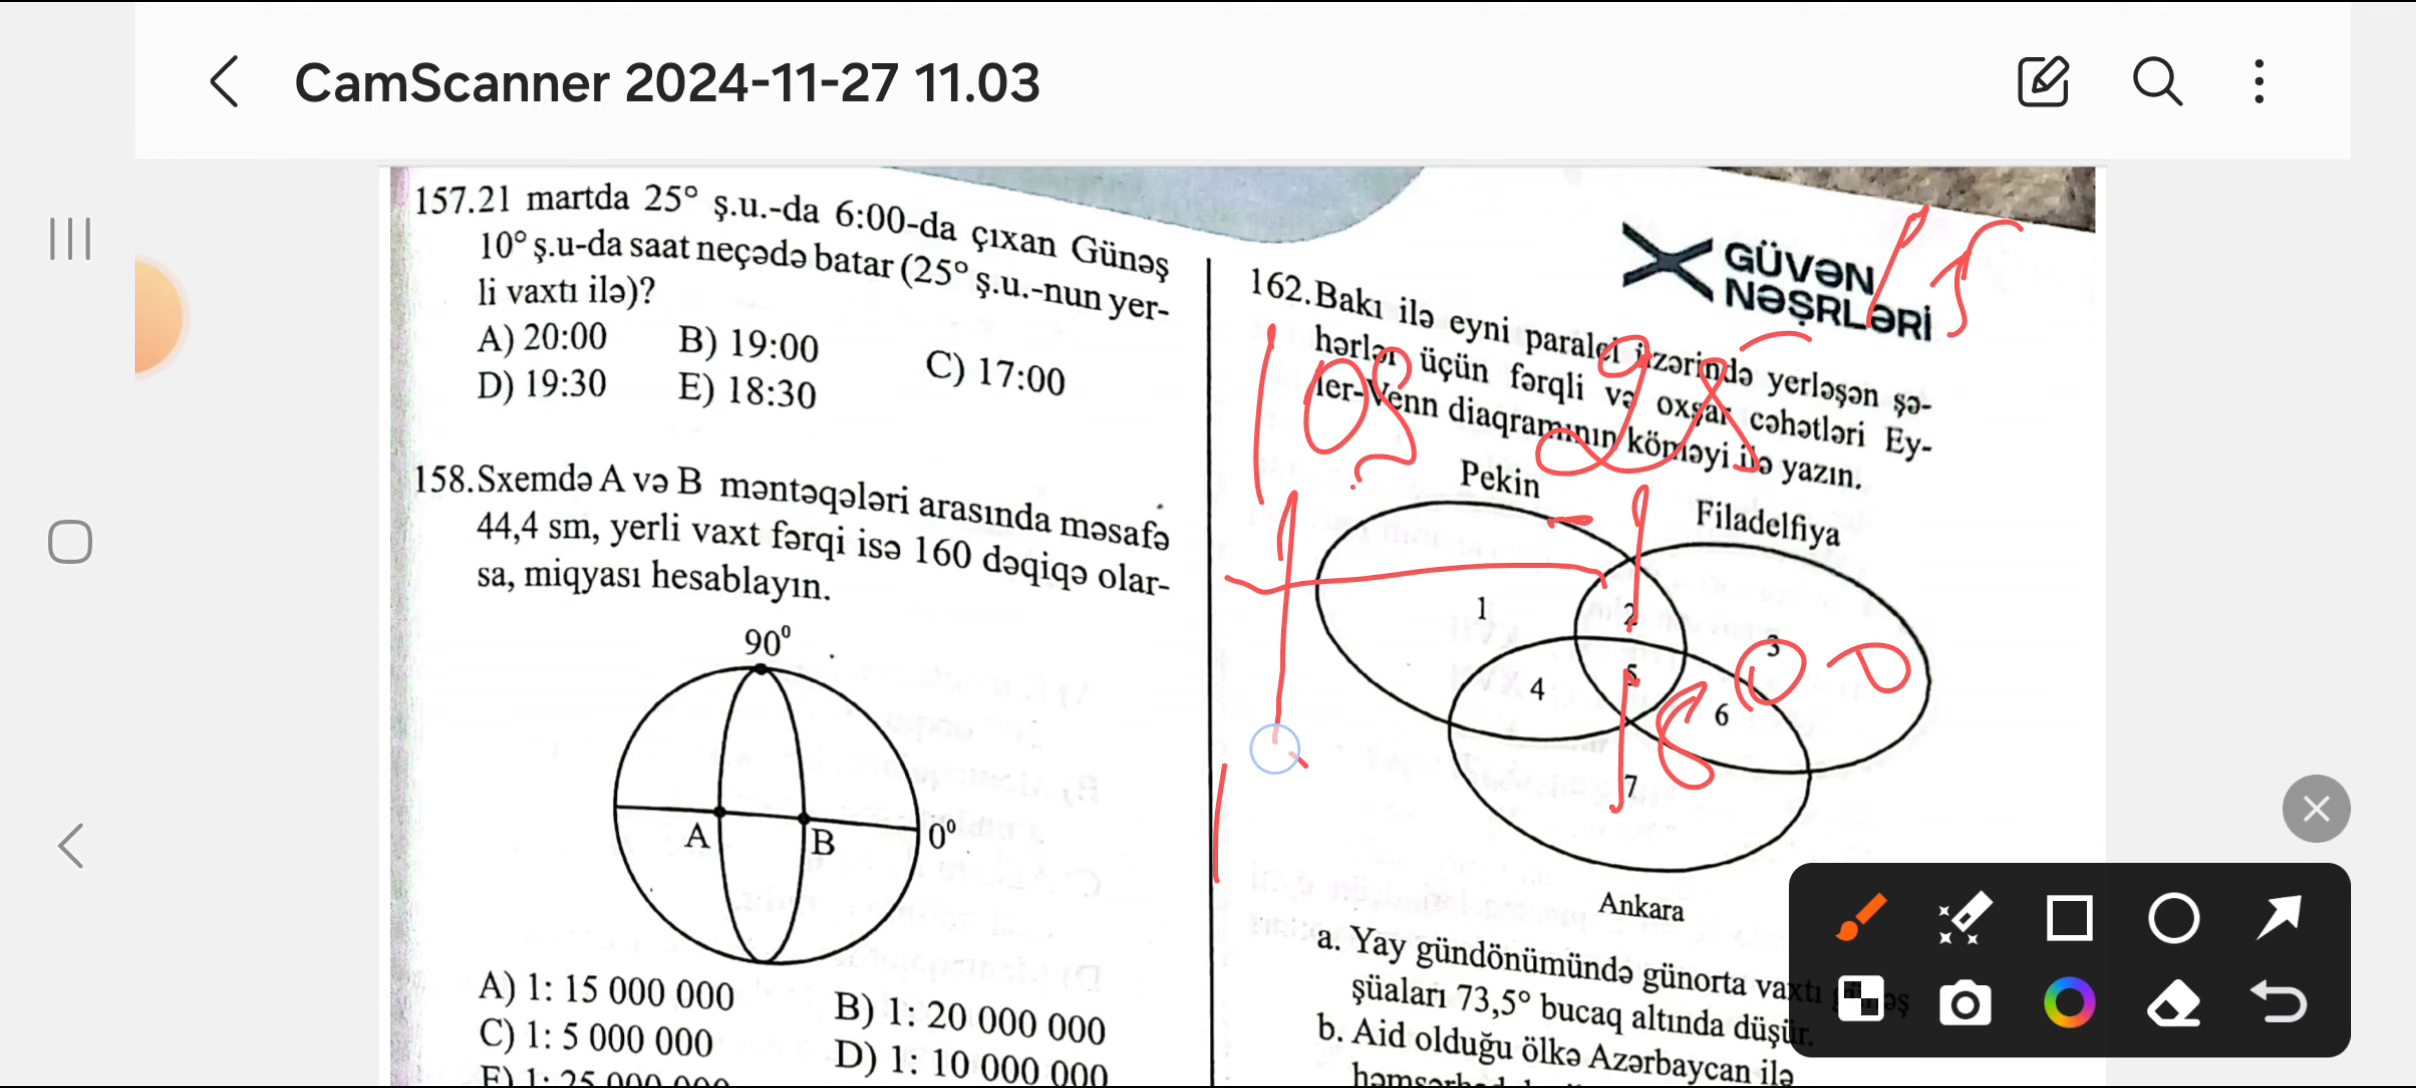 CamScanner 2024-11-27 11.03
157.21 martda 25° ş.u.-da 6:00-da çıxan Günəş
10° ş.u-da saat neçədə batar (25° ş.u.-nun yer-
li vaxtı ilə)?
A) 20:00 B) 19:00 C) 17:00
D) 19:30 E) 18:30
158.Sxemdə A və B məntəqələri arasında məsafə
44,4 sm, yerli vaxt fərqi isə 160 dəqiqə olar-
sa, miqyası hesablayın.
90⁰
A B 0⁰
A) 1: 15 000 000 B) 1: 20 000 000
C) 1: 5 000 000 D) 1: 10 000 000
E) 1: 25 000 000
GÜVƏN
NƏŞRLƏRİ
162.Bakı ilə eyni paralel üzərində yerləşən şə-
hərlər üçün fərqli və oxşar cəhətləri Ey-
ler-Venn diaqramının köməyi ilə yazın.
Pekin
Filadelfiya
1 2 3
4 5 6
7
Ankara
a. Yay gündönümündə günorta vaxtı
şüaları 73,5° bucaq altında düşür.
b. Aid olduğu ölkə Azərbaycan ilə